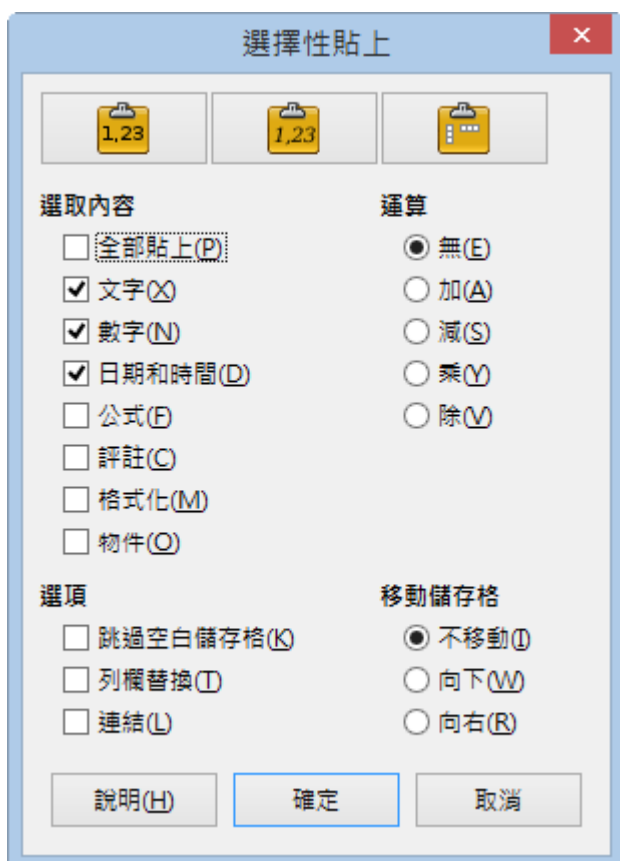 選擇性貼上
1,23
1,23
選取內容
全部貼上(P)
文字(X)
數字(N)
日期和時間(D)
公式(F)
評註(C)
格式化(M)
物件(O)
運算
無(E)
加(A)
減(S)
乘(Y)
除(V)
選項
跳過空白儲存格(K)
列欄替換(T)
連結(L)
移動儲存格
不移動(I)
向下(W)
向右(R)
說明(H)
確定
取消